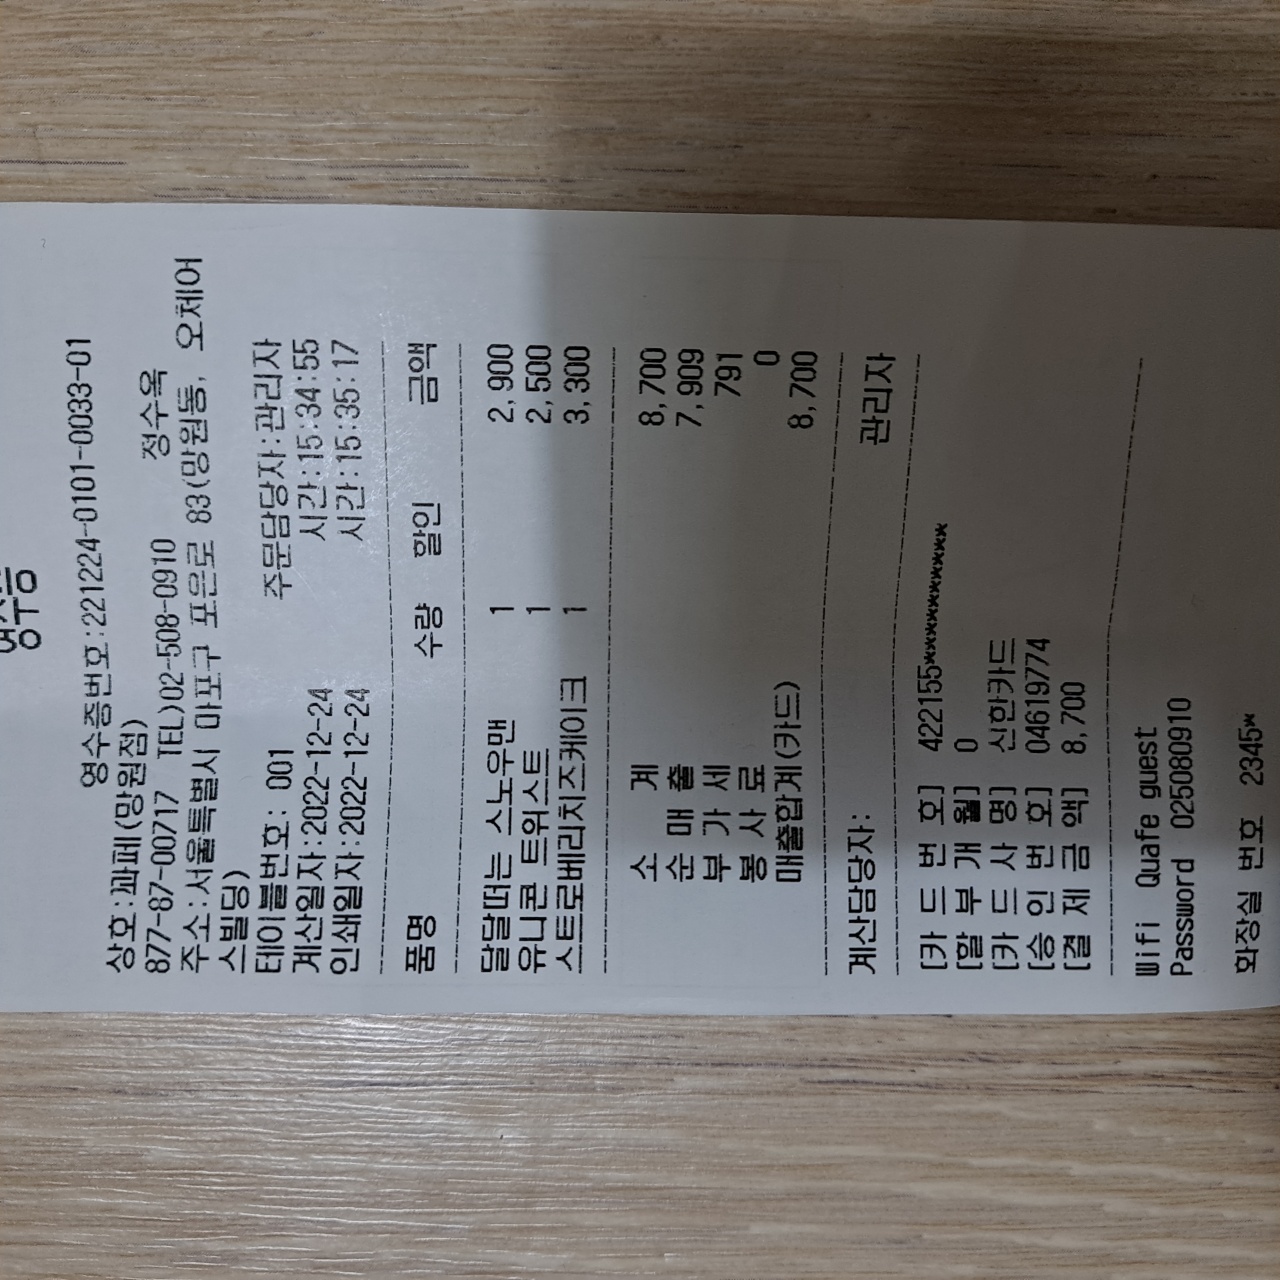 영수증
영수증번호:221224-0101-0033-01
상호:꽈페(망원점)
877-87-00717 TEL)02-508-0910 정수옥
주소:서울특별시 마포구 포은로 83(망원동, 오체어
스빌딩)
테이블번호: 001 주문담당자:관리자
계산일자:2022-12-24 시간:15:34:55
인쇄일자:2022-12-24 시간:15:35:17
품명 수량 할인 금액
달달떠는 스노우맨 1 2,900
유니콘 트위스트 1 2,500
스트로베리치즈케이크 1 3,300
소 계 8,700
순 매 출 7,909
부 가 세 791
봉 사 료 0
매출합계(카드) 8,700
계산담당자: 관리자
[카 드 번 호] 422155**********
[할 부 개 월] 0
[카 드 사 명] 신한카드
[승 인 번 호] 04619774
[결 제 금 액] 8,700
Wifi Quafe guest
Password 025080910
화장실 번호 2345*